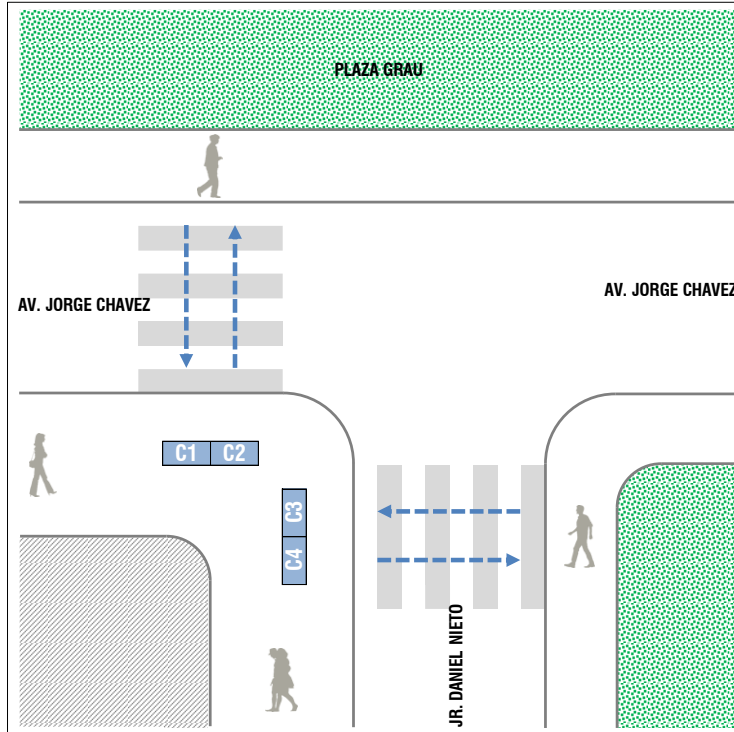 PLAZA GRAU
AV. JORGE CHAVEZ
AV. JORGE CHAVEZ
C1 C2
C3
C4
JR. DANIEL NIETO